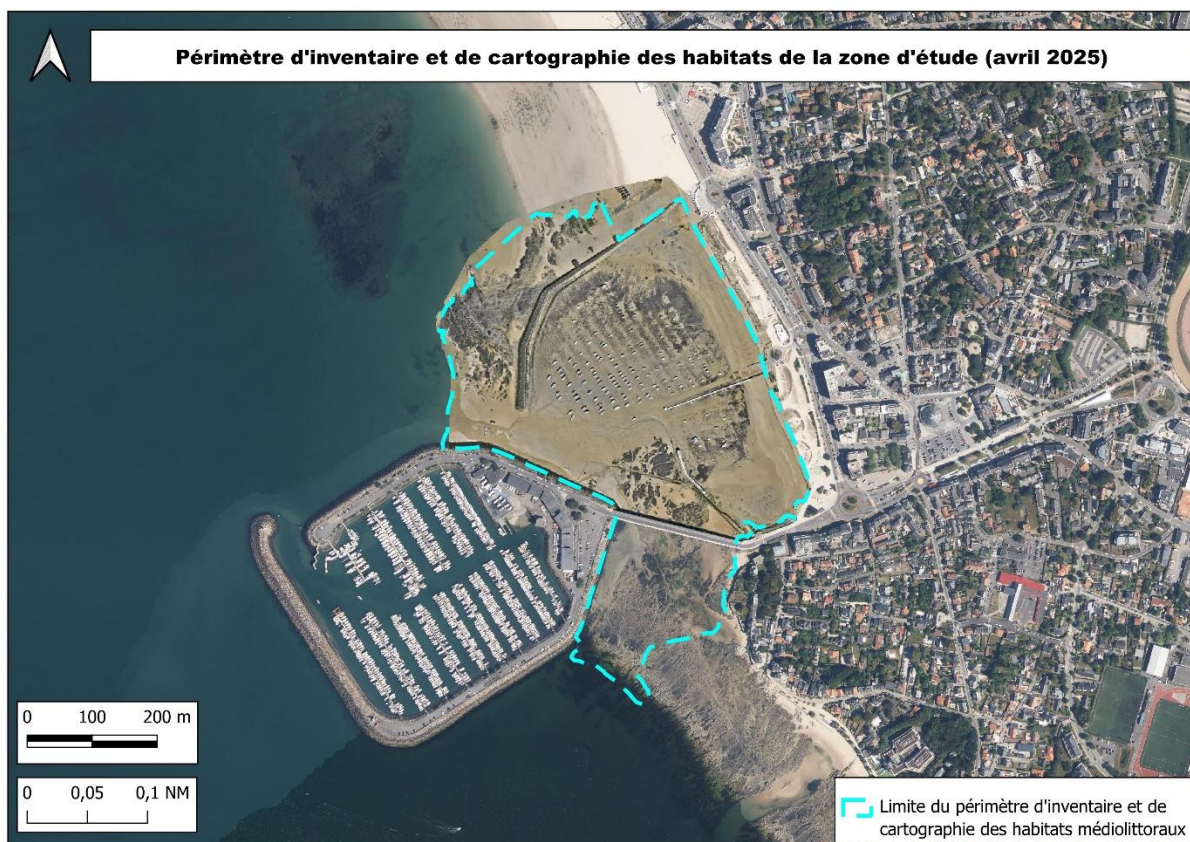 Périmètre d'inventaire et de cartographie des habitats de la zone d'étude (avril 2025)
0 100 200 m
0 0,05 0,1 NM
Limite du périmètre d'inventaire et de
cartographie des habitats médiolittoraux